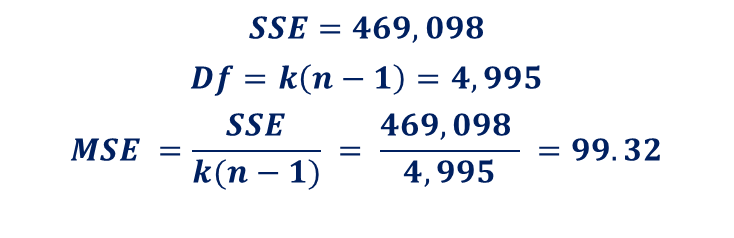 SSE = 469,098
Df = k(n − 1) = 4,995
MSE = SSE / k(n − 1) = 469,098 / 4,995 = 99.32